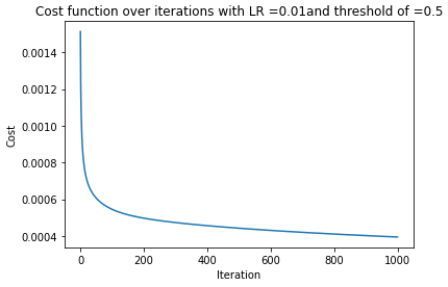 Cost function over iterations with LR =0.01and threshold of =0.5
0.0014
0.0012
0.0010
0.0008
0.0006
0.0004
Cost
0 200 400 600 800 1000
Iteration